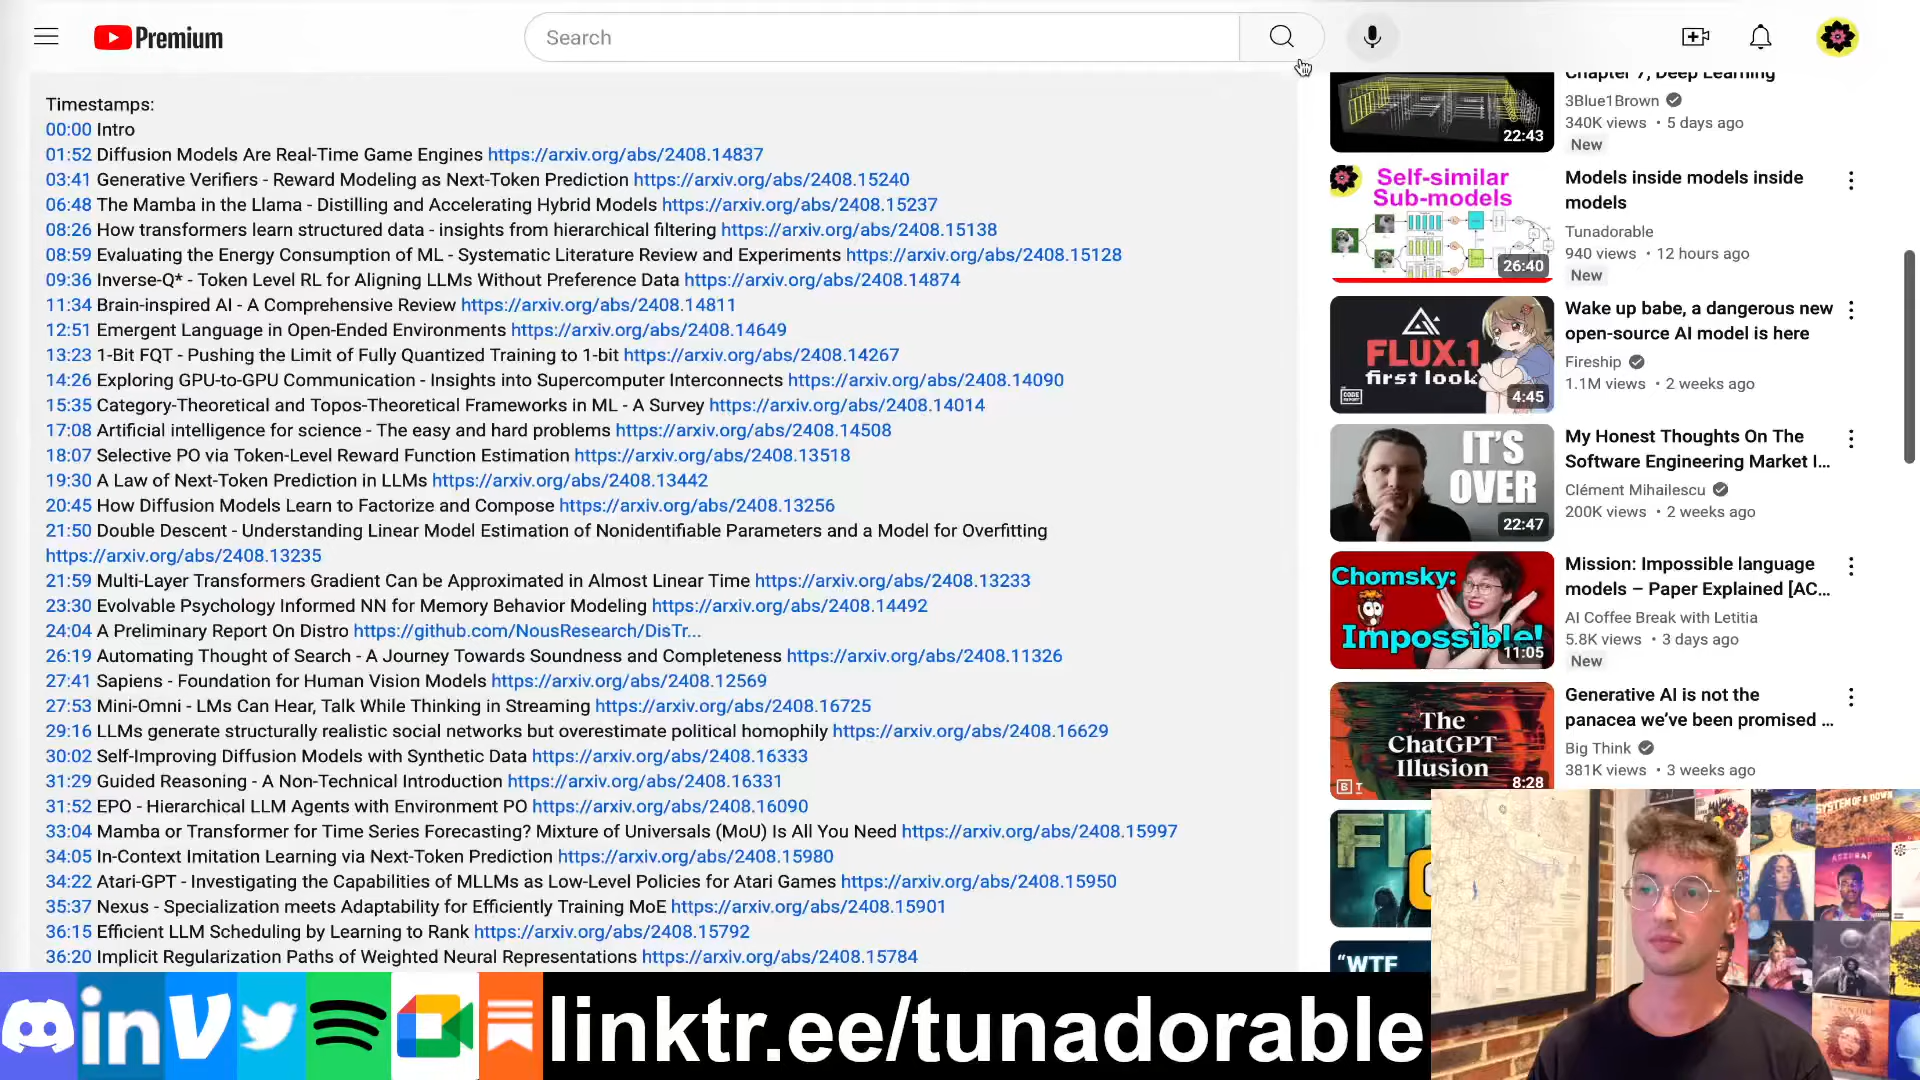 Premium
Search
Timestamps:
00:00 Intro
01:52 Diffusion Models Are Real-Time Game Engines https://arxiv.org/abs/2408.14837
03:41 Generative Verifiers - Reward Modeling as Next-Token Prediction https://arxiv.org/abs/2408.15240
06:48 The Mamba in the Llama - Distilling and Accelerating Hybrid Models https://arxiv.org/abs/2408.15237
08:26 How transformers learn structured data - insights from hierarchical filtering https://arxiv.org/abs/2408.15138
08:59 Evaluating the Energy Consumption of ML - Systematic Literature Review and Experiments https://arxiv.org/abs/2408.15128
09:36 Inverse-Q* - Token Level RL for Aligning LLMs Without Preference Data https://arxiv.org/abs/2408.14874
11:34 Brain-inspired AI - A Comprehensive Review https://arxiv.org/abs/2408.14811
12:51 Emergent Language in Open-Ended Environments https://arxiv.org/abs/2408.14649
13:23 1-Bit FQT - Pushing the Limit of Fully Quantized Training to 1-bit https://arxiv.org/abs/2408.14267
14:26 Exploring GPU-to-GPU Communication - Insights into Supercomputer Interconnects https://arxiv.org/abs/2408.14090
15:35 Category-Theoretical and Topos-Theoretical Frameworks in ML - A Survey https://arxiv.org/abs/2408.14014
17:08 Artificial intelligence for science - The easy and hard problems https://arxiv.org/abs/2408.14508
18:07 Selective PO via Token-Level Reward Function Estimation https://arxiv.org/abs/2408.13518
19:30 A Law of Next-Token Prediction in LLMs https://arxiv.org/abs/2408.13442
20:45 How Diffusion Models Learn to Factorize and Compose https://arxiv.org/abs/2408.13256
21:50 Double Descent - Understanding Linear Model Estimation of Nonidentifiable Parameters and a Model for Overfitting
https://arxiv.org/abs/2408.13235
21:59 Multi-Layer Transformers Gradient Can be Approximated in Almost Linear Time https://arxiv.org/abs/2408.13233
23:30 Evolvable Psychology Informed NN for Memory Behavior Modeling https://arxiv.org/abs/2408.14492
24:04 A Preliminary Report On Distro https://github.com/NousResearch/DisTr...
26:19 Automating Thought of Search - A Journey Towards Soundness and Completeness https://arxiv.org/abs/2408.11326
27:41 Sapiens - Foundation for Human Vision Models https://arxiv.org/abs/2408.12569
27:53 Mini-Omni - LMs Can Hear, Talk While Thinking in Streaming https://arxiv.org/abs/2408.16725
29:16 LLMs generate structurally realistic social networks but overestimate political homophily https://arxiv.org/abs/2408.16629
30:02 Self-Improving Diffusion Models with Synthetic Data https://arxiv.org/abs/2408.16333
31:29 Guided Reasoning - A Non-Technical Introduction https://arxiv.org/abs/2408.16331
31:52 EPO - Hierarchical LLM Agents with Environment PO https://arxiv.org/abs/2408.16090
33:04 Mamba or Transformer for Time Series Forecasting? Mixture of Universals (MoU) Is All You Need https://arxiv.org/abs/2408.15997
34:05 In-Context Imitation Learning via Next-Token Prediction https://arxiv.org/abs/2408.15980
34:22 Atari-GPT - Investigating the Capabilities of MLLMs as Low-Level Policies for Atari Games https://arxiv.org/abs/2408.15950
35:37 Nexus - Specialization meets Adaptability for Efficiently Training MoE https://arxiv.org/abs/2408.15901
36:15 Efficient LLM Scheduling by Learning to Rank https://arxiv.org/abs/2408.15792
36:20 Implicit Regularization Paths of Weighted Neural Representations https://arxiv.org/abs/2408.15784
Chapter 7, Deep Learning
3Blue1Brown
340K views • 5 days ago
New
22:43
Self-similar
Sub-models
26:40
Models inside models inside
models
Tunadorable
940 views • 12 hours ago
New
FLUX.1
first look
4:45
Wake up babe, a dangerous new
open-source AI model is here
Fireship
1.1M views • 2 weeks ago
IT'S
OVER
22:47
My Honest Thoughts On The
Software Engineering Market I...
Clément Mihailescu
200K views • 2 weeks ago
Chomsky:
Impossible!
11:05
Mission: Impossible language
models – Paper Explained [AC...
AI Coffee Break with Letitia
5.8K views • 3 days ago
New
The
ChatGPT
Illusion
8:28
Generative AI is not the
panacea we've been promised ...
Big Think
381K views • 3 weeks ago
"WTF
SYSTEM OF A DOWN
in
linktr.ee/tunadorable